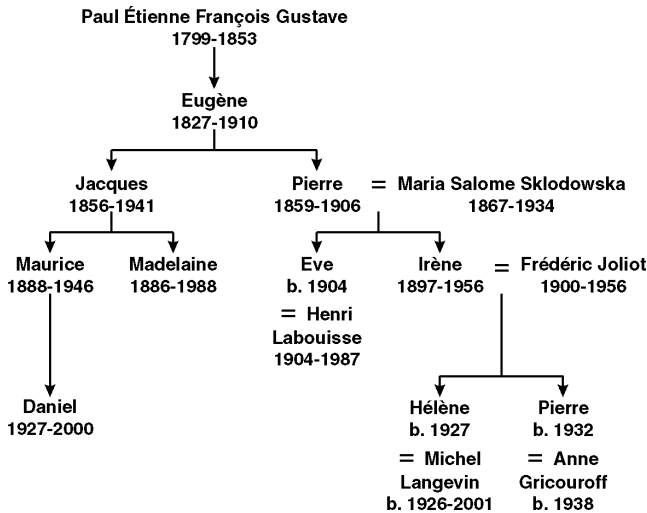 Paul Étienne François Gustave
1799-1853
Eugène
1827-1910
Jacques
1856-1941
Pierre
1859-1906
=
Maria Salome Sklodowska
1867-1934
Maurice
1888-1946
Madelaine
1886-1988
Eve
b. 1904
= Henri
Labouisse
1904-1987
Irène
1897-1956
=
Frédéric Joliot
1900-1956
Daniel
1927-2000
Hélène
b. 1927
= Michel
Langevin
b. 1926-2001
Pierre
b. 1932
= Anne
Gricouroff
b. 1938